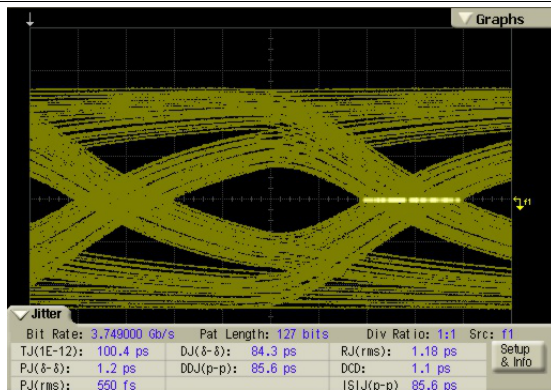 Graphs
f1
Jitter
Bit Rate: 3.749000 Gb/s Pat Length: 127 bits Div Ratio: 1:1 Src: f1
TJ(1E-12): 100.4 ps DJ(δ-δ): 84.3 ps RJ(rms): 1.18 ps Setup & Info
PJ(δ-δ): 1.2 ps DDJ(p-p): 85.6 ps DCD: 1.1 ps
PJ(rms): 550 fs ISIJ(p-p) 85.6 ps